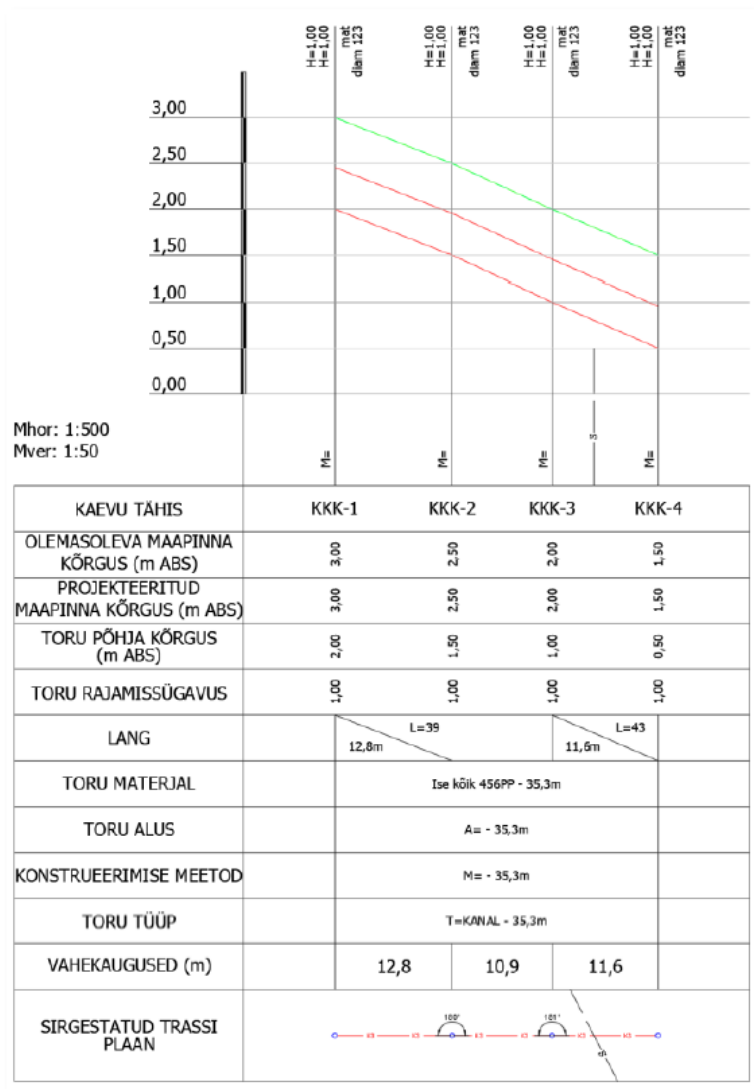 H=1,00
H=1,00
mat
diam 123
H=1,00
H=1,00
mat
diam 123
H=1,00
H=1,00
mat
diam 123
H=1,00
H=1,00
mat
diam 123
3,00
2,50
2,00
1,50
1,00
0,50
0,00
Mhor: 1:500
Mver: 1:50
M=
M=
M=
M=
KAEVU TÄHIS
KKK-1
KKK-2
KKK-3
KKK-4
OLEMASOLEVA MAAPINNA
KÕRGUS (m ABS)
3,00
2,50
2,00
1,50
PROJEKTEERITUD
MAAPINNA KÕRGUS (m ABS)
3,00
2,50
2,00
1,50
TORU PÕHJA KÕRGUS
(m ABS)
2,00
1,50
1,00
0,50
TORU RAJAMISSÜGAVUS
1,00
1,00
1,00
1,00
LANG
L=39
12,8m
L=43
11,6m
TORU MATERJAL
Ise kõik 456PP - 35,3m
TORU ALUS
A= - 35,3m
KONSTRUEERIMISE MEETOD
M= - 35,3m
TORU TÜÜP
T=KANAL - 35,3m
VAHEKAUGUSED (m)
12,8
10,9
11,6
SIRGESTATUD TRASSI
PLAAN
180°
181°